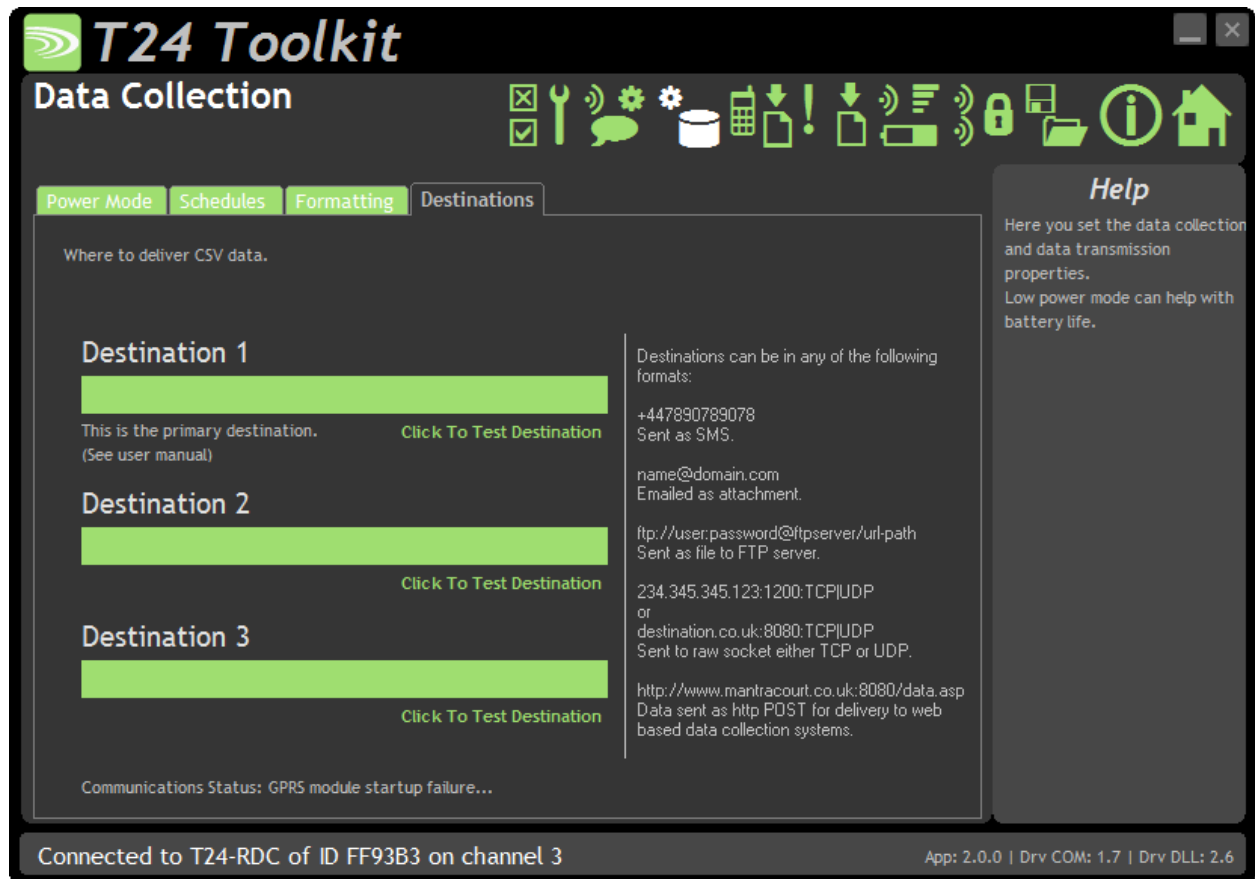 T24 Toolkit
Data Collection
Power Mode
Schedules
Formatting
Destinations
Where to deliver CSV data.
Destination 1
This is the primary destination.
(See user manual)
Click To Test Destination
Destination 2
Click To Test Destination
Destination 3
Click To Test Destination
Destinations can be in any of the following
formats:
+447890789078
Sent as SMS.
name@domain.com
Emailed as attachment.
ftp://user:password@ftpserver/url-path
Sent as file to FTP server.
234.345.345.123:1200:TCP|UDP
or
destination.co.uk:8080:TCP|UDP
Sent to raw socket either TCP or UDP.
http://www.mantracourt.co.uk:8080/data.asp
Data sent as http POST for delivery to web
based data collection systems.
Communications Status: GPRS module startup failure...
Help
Here you set the data collection
and data transmission
properties.
Low power mode can help with
battery life.
Connected to T24-RDC of ID FF93B3 on channel 3
App: 2.0.0 | Drv COM: 1.7 | Drv DLL: 2.6